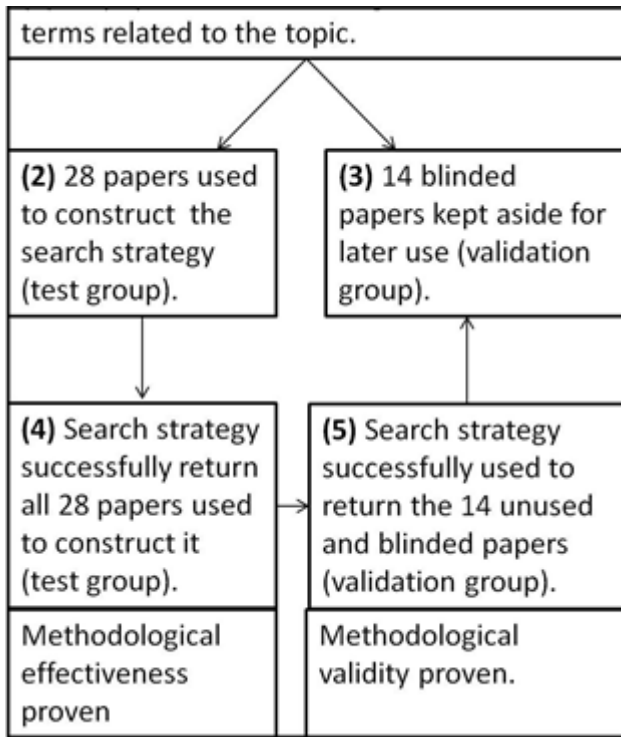 terms related to the topic.
(2) 28 papers used
to construct the
search strategy
(test group).
(3) 14 blinded
papers kept aside for
later use (validation
group).
(4) Search strategy
successfully return
all 28 papers used
to construct it
(test group).
(5) Search strategy
successfully used to
return the 14 unused
and blinded papers
(validation group).
Methodological
effectiveness
proven
Methodological
validity proven.